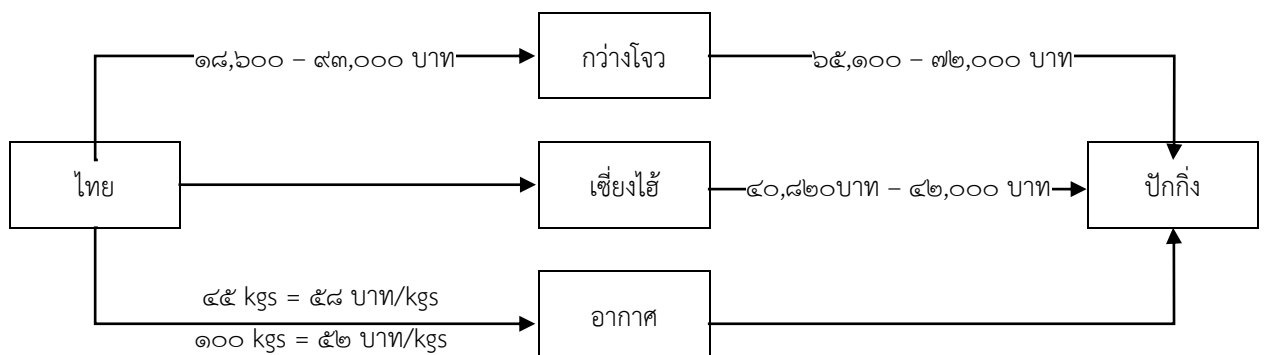 ๑๘,๖๐๐ – ๙๓,๐๐๐ บาท
กว่างโจว
๖๕,๑๐๐ – ๗๒,๐๐๐ บาท
ไทย
เซี่ยงไฮ้
๔๐,๘๒๐บาท – ๔๒,๐๐๐ บาท
ปักกิ่ง
๔๕ kgs = ๕๘ บาท/kgs
๑๐๐ kgs = ๕๒ บาท/kgs
อากาศ